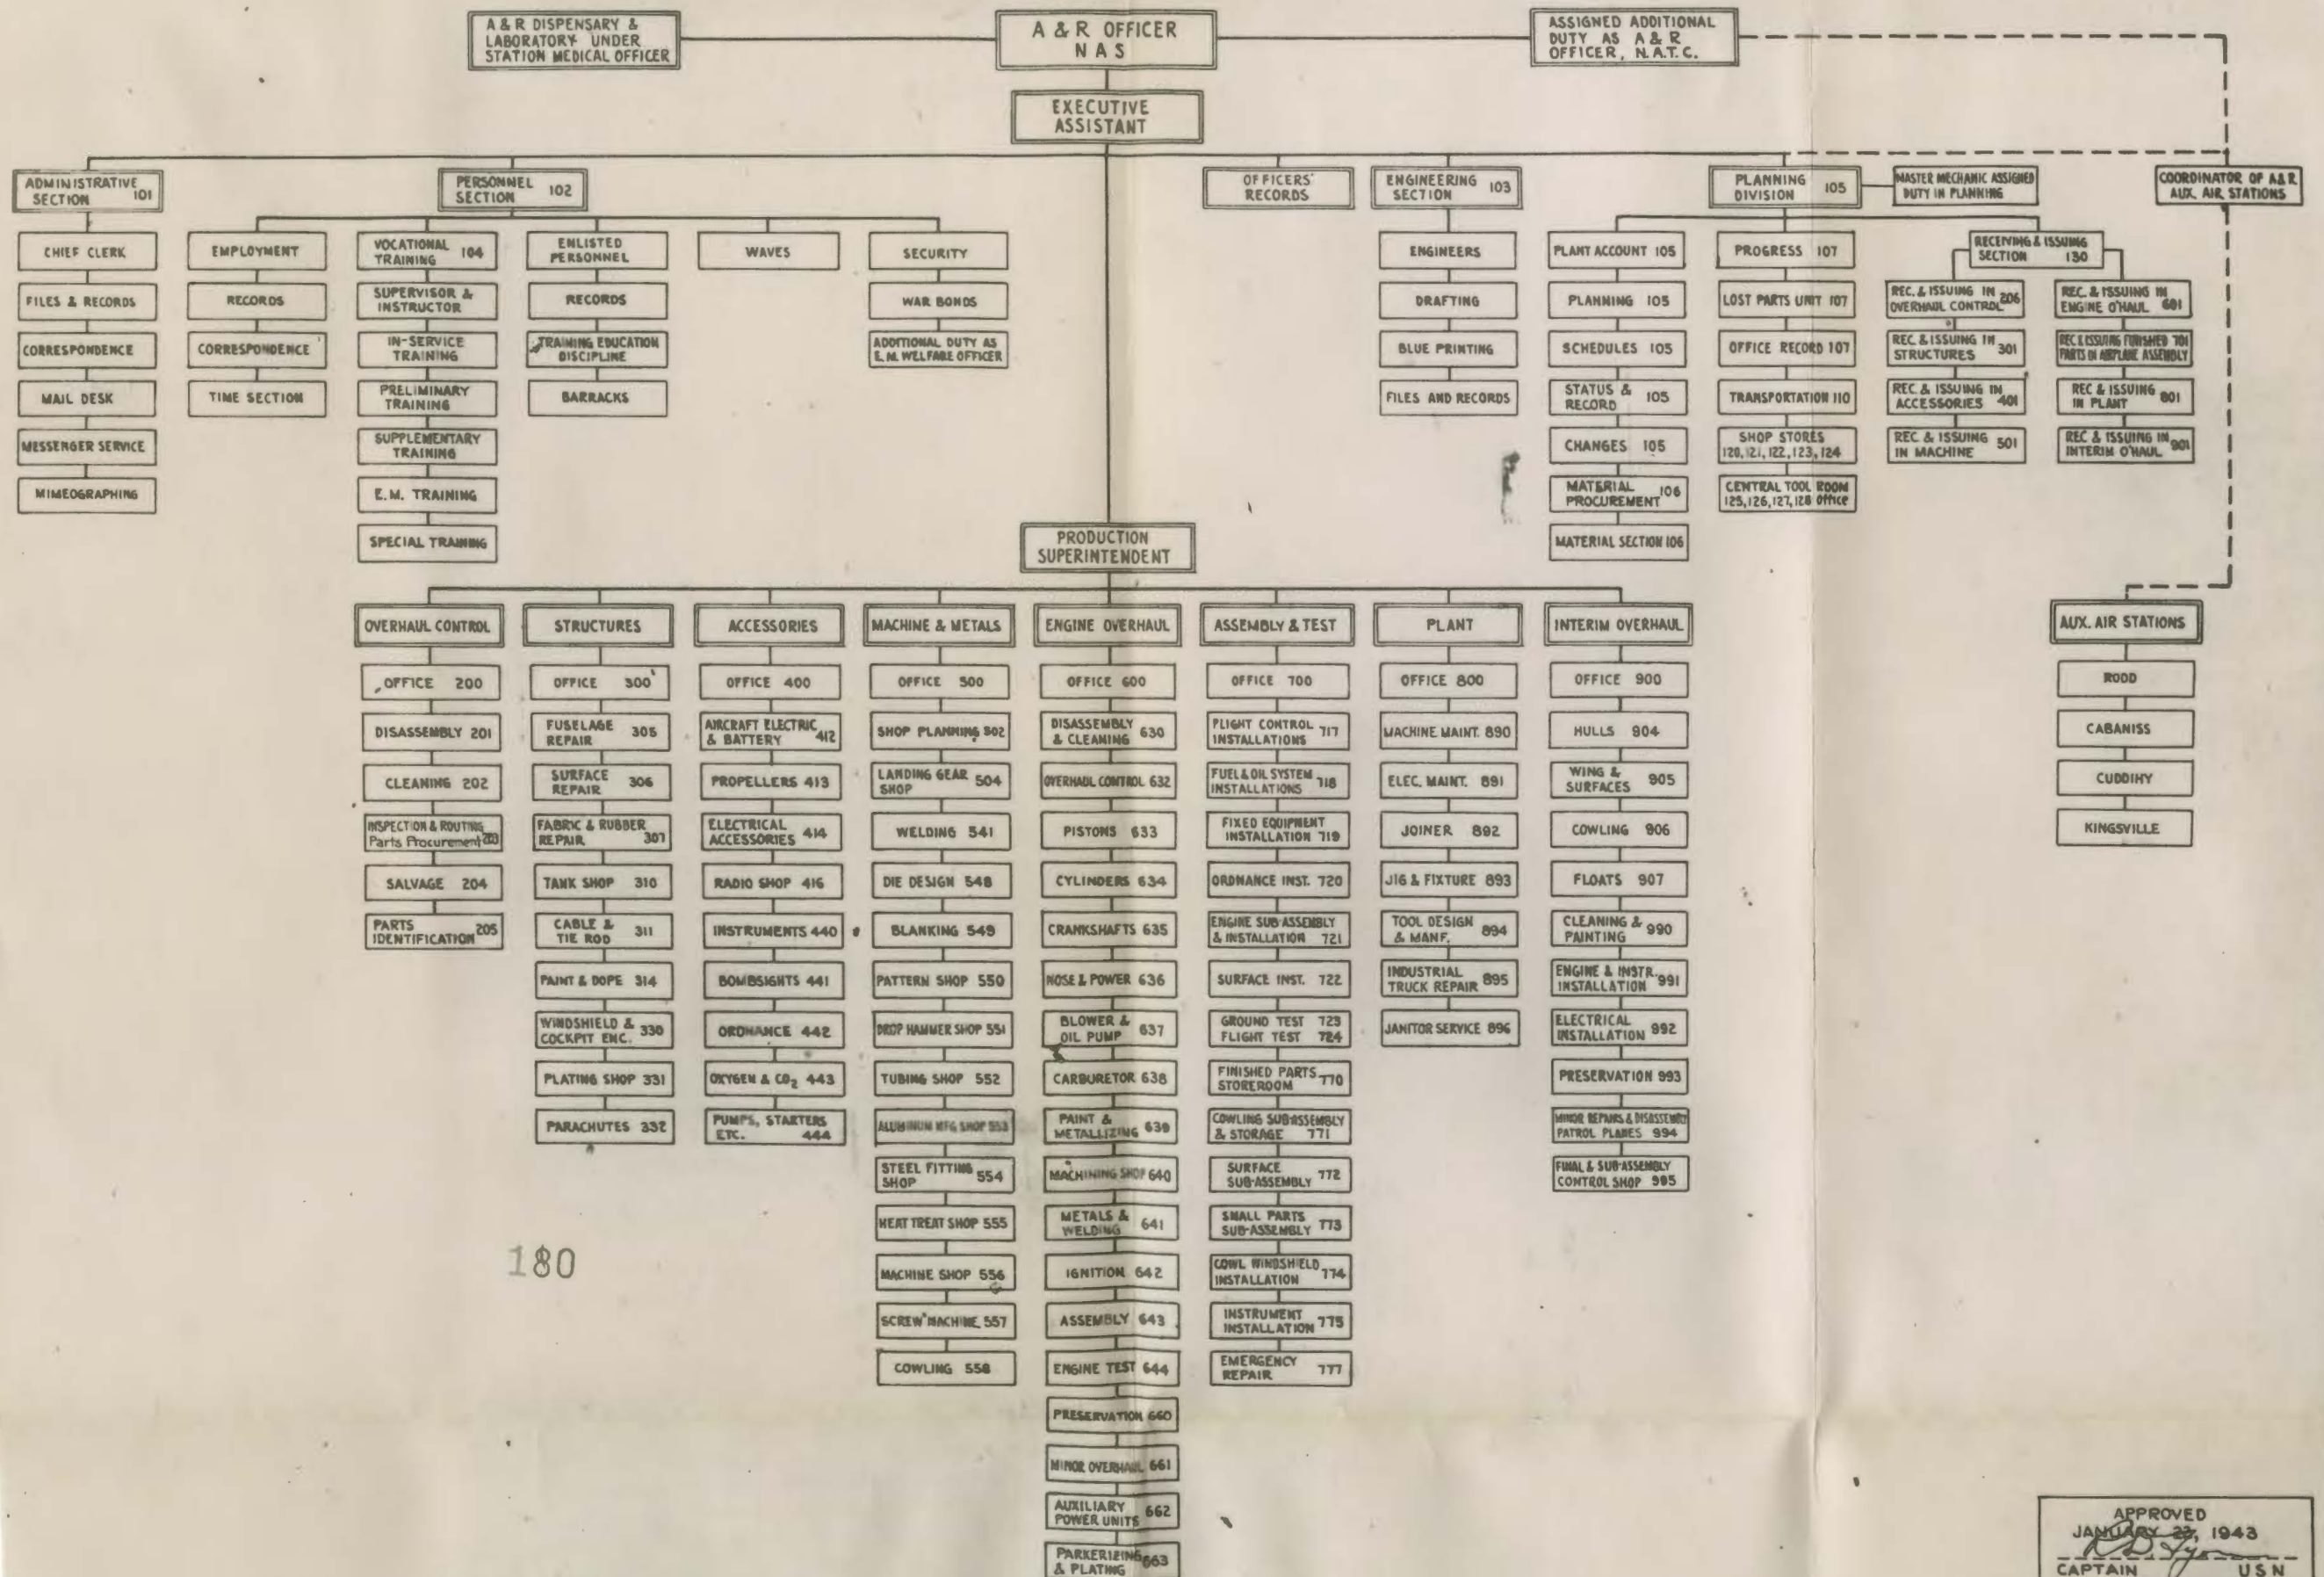 A & R DISPENSARY &
LABORATORY UNDER
STATION MEDICAL OFFICER
A & R OFFICER
NAS
ASSIGNED ADDITIONAL
DUTY AS A & R
OFFICER, N.A.T.C.
EXECUTIVE
ASSISTANT
ADMINISTRATIVE
SECTION 101
PERSONNEL
SECTION 102
OFFICERS'
RECORDS
ENGINEERING
SECTION 103
PLANNING
DIVISION 105
MASTER MECHANIC ASSIGNED
DUTY IN PLANNING
COORDINATOR OF A&R
AUX. AIR STATIONS
CHIEF CLERK
FILES & RECORDS
CORRESPONDENCE
MAIL DESK
MESSENGER SERVICE
MIMEOGRAPHING
EMPLOYMENT
RECORDS
CORRESPONDENCE
TIME SECTION
VOCATIONAL
TRAINING 104
SUPERVISOR &
INSTRUCTOR
IN-SERVICE
TRAINING
PRELIMINARY
TRAINING
SUPPLEMENTARY
TRAINING
E.M. TRAINING
SPECIAL TRAINING
ENLISTED
PERSONNEL
RECORDS
TRAINING EDUCATION
DISCIPLINE
BARRACKS
WAVES
SECURITY
WAR BONDS
ADDITIONAL DUTY AS
E.M. WELFARE OFFICER
ENGINEERS
DRAFTING
BLUE PRINTING
FILES AND RECORDS
PLANT ACCOUNT 105
PLANNING 105
SCHEDULES 105
STATUS &
RECORD 105
CHANGES 105
MATERIAL
PROCUREMENT 106
MATERIAL SECTION 106
PROGRESS 107
LOST PARTS UNIT 107
OFFICE RECORD 107
TRANSPORTATION 110
SHOP STORES
120, 121, 122, 123, 124
CENTRAL TOOL ROOM
125, 126, 127, 128 Office
RECEIVING & ISSUING
SECTION 130
REC. & ISSUING IN
OVERHAUL CONTROL 206
REC. & ISSUING IN
STRUCTURES 301
REC. & ISSUING IN
ACCESSORIES 401
REC. & ISSUING
IN MACHINE 501
REC. & ISSUING IN
ENGINE O'HAUL 601
REC & ISSUING FINISHED 701
PARTS IN AIRPLANE ASSEMBLY
REC & ISSUING
IN PLANT 801
REC & ISSUING IN
INTERIM O'HAUL 901
PRODUCTION
SUPERINTENDENT
OVERHAUL CONTROL
OFFICE 200
DISASSEMBLY 201
CLEANING 202
INSPECTION & ROUTING
Parts Procurement 203
SALVAGE 204
PARTS
IDENTIFICATION 205
STRUCTURES
OFFICE 300
FUSELAGE
REPAIR 305
SURFACE
REPAIR 306
FABRIC & RUBBER
REPAIR 307
TANK SHOP 310
CABLE &
TIE ROD 311
PAINT & DOPE 314
WINDSHIELD &
COCKPIT ENC. 330
PLATING SHOP 331
PARACHUTES 332
ACCESSORIES
OFFICE 400
AIRCRAFT ELECTRIC
& BATTERY 412
PROPELLERS 413
ELECTRICAL
ACCESSORIES 414
RADIO SHOP 416
INSTRUMENTS 440
BOMBSIGHTS 441
ORDNANCE 442
OXYGEN & CO2 443
PUMPS, STARTERS
ETC. 444
MACHINE & METALS
OFFICE 500
SHOP PLANNING 502
LANDING GEAR
SHOP 504
WELDING 541
DIE DESIGN 548
BLANKING 549
PATTERN SHOP 550
DROP HAMMER SHOP 551
TUBING SHOP 552
ALUMINUM MFG SHOP 553
STEEL FITTING
SHOP 554
HEAT TREAT SHOP 555
MACHINE SHOP 556
SCREW MACHINE 557
COWLING 558
ENGINE OVERHAUL
OFFICE 600
DISASSEMBLY
& CLEANING 630
OVERHAUL CONTROL 632
PISTONS 633
CYLINDERS 634
CRANKSHAFTS 635
NOSE & POWER 636
BLOWER &
OIL PUMP 637
CARBURETOR 638
PAINT &
METALLIZING 639
MACHINING SHOP 640
METALS &
WELDING 641
IGNITION 642
ASSEMBLY 643
ENGINE TEST 644
PRESERVATION 660
MINOR OVERHAUL 661
AUXILIARY
POWER UNITS 662
PARKERIZING
& PLATING 663
ASSEMBLY & TEST
OFFICE 700
FLIGHT CONTROL
INSTALLATIONS 717
FUEL & OIL SYSTEM
INSTALLATIONS 718
FIXED EQUIPMENT
INSTALLATION 719
ORDNANCE INST. 720
ENGINE SUB-ASSEMBLY
& INSTALLATION 721
SURFACE INST. 722
GROUND TEST 723
FLIGHT TEST 724
FINISHED PARTS
STOREROOM 770
COWLING SUB-ASSEMBLY
& STORAGE 771
SURFACE
SUB-ASSEMBLY 772
SMALL PARTS
SUB-ASSEMBLY 773
COWL WINDSHIELD
INSTALLATION 774
INSTRUMENT
INSTALLATION 775
EMERGENCY
REPAIR 777
PLANT
OFFICE 800
MACHINE MAINT. 890
ELEC. MAINT. 891
JOINER 892
JIG & FIXTURE 893
TOOL DESIGN
& MANF. 894
INDUSTRIAL
TRUCK REPAIR 895
JANITOR SERVICE 896
INTERIM OVERHAUL
OFFICE 900
HULLS 904
WING &
SURFACES 905
COWLING 906
FLOATS 907
CLEANING &
PAINTING 990
ENGINE & INSTR.
INSTALLATION 991
ELECTRICAL
INSTALLATION 992
PRESERVATION 993
MINOR REPAIRS & DISASSEMBLY
PATROL PLANES 994
FINAL & SUB-ASSEMBLY
CONTROL SHOP 995
AUX. AIR STATIONS
RODD
CABANISS
CUDDIHY
KINGSVILLE
180
APPROVED
JANUARY 23, 1943
CAPTAIN USN